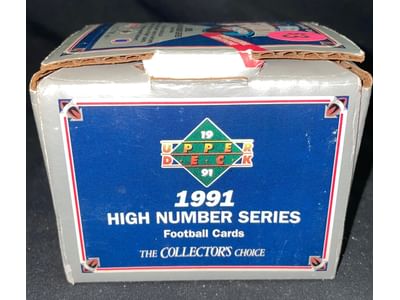 19
UPPER
DECK
91
1991
HIGH NUMBER SERIES
Football Cards
THE COLLECTOR'S CHOICE